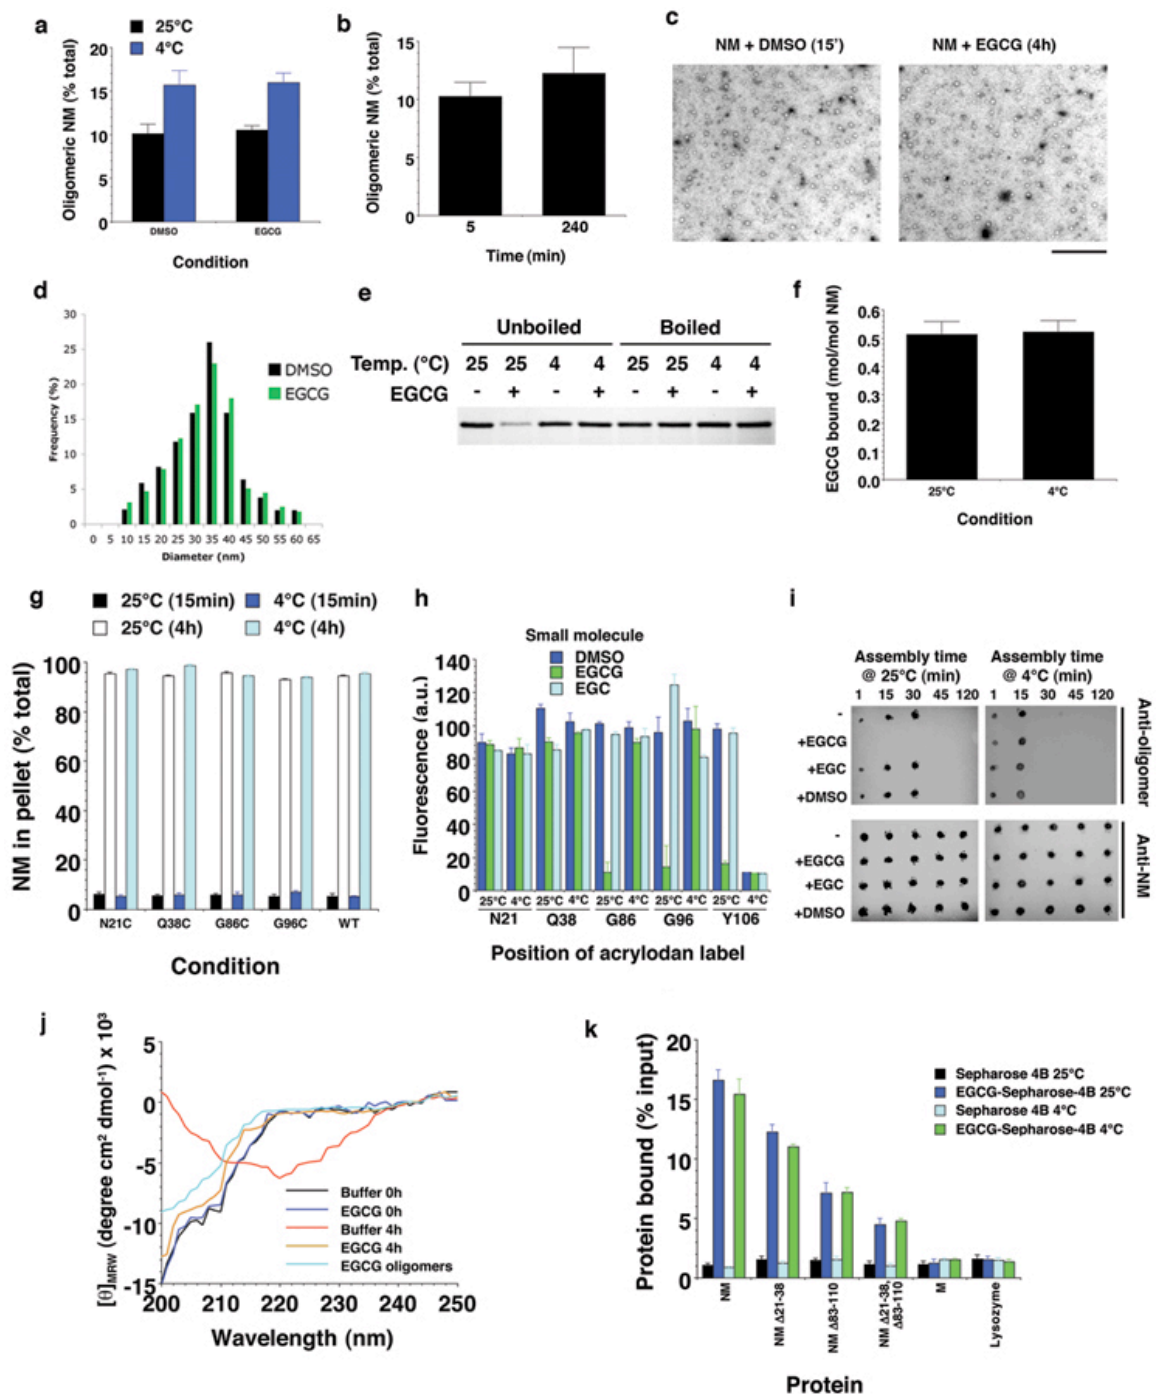 a
25°C
4°C
Oligomeric NM (% total)
20
15
10
5
0
DMSO
EGCG
Condition
b
Oligomeric NM (% total)
15
10
5
0
5
240
Time (min)
c
NM + DMSO (15')
NM + EGCG (4h)
d
Frequency (%)
30
25
20
15
10
5
0
0 5 10 15 20 25 30 35 40 45 50 55 60 65
Diameter (nm)
DMSO
EGCG
e
Unboiled Boiled
Temp. (°C) 25 25 4 4 25 25 4 4
EGCG - + - + - + - +
f
EGCG bound (mol/mol NM)
0.6
0.5
0.4
0.3
0.2
0.1
0.0
25°C
4°C
Condition
g
25°C (15min) 4°C (15min)
25°C (4h) 4°C (4h)
NM in pellet (% total)
100
80
60
40
20
0
N21C Q38C G86C G96C WT
Condition
h
Small molecule
DMSO
EGCG
EGC
Fluorescence (a.u.)
140
120
100
80
60
40
20
0
25°C 4°C 25°C 4°C 25°C 4°C 25°C 4°C 25°C 4°C
N21 Q38 G86 G96 Y106
Position of acrylodan label
i
Assembly time
@ 25°C (min)
1 15 30 45 120
Assembly time
@ 4°C (min)
1 15 30 45 120
-
+EGCG
+EGC
+DMSO
Anti-oligomer
-
+EGCG
+EGC
+DMSO
Anti-NM
j
[θ]MRW (degree cm² dmol⁻¹) x 10³
5
0
-5
-10
-15
200 210 220 230 240 250
Wavelength (nm)
Buffer 0h
EGCG 0h
Buffer 4h
EGCG 4h
EGCG oligomers
k
Protein bound (% input)
20
15
10
5
0
Sepharose 4B 25°C
EGCG-Sepharose-4B 25°C
Sepharose 4B 4°C
EGCG-Sepharose-4B 4°C
NM
NM Δ21-38
NM Δ83-110
NM Δ21-38,
Δ83-110
M
Lysozyme
Protein